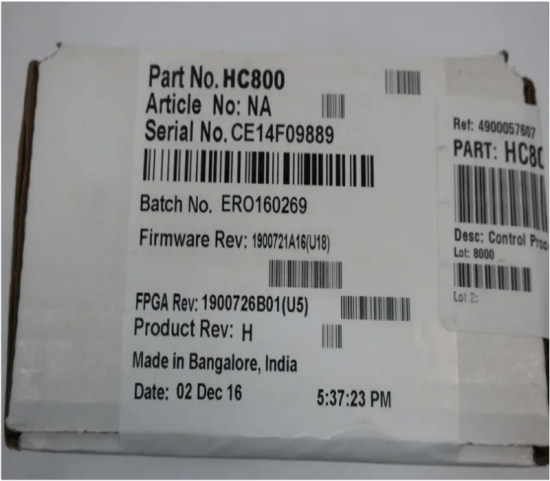 Part No. HC800
Article No: NA
Serial No. CE14F09889
Batch No. ERO160269
Firmware Rev: 1900721A16(U18)
FPGA Rev: 1900726B01(U5)
Product Rev: H
Made in Bangalore, India
Date: 02 Dec 16 5:37:23 PM
Ref: 4900057607
PART: HC80
Desc: Control Proc
Lot: 8000
Lot 2: